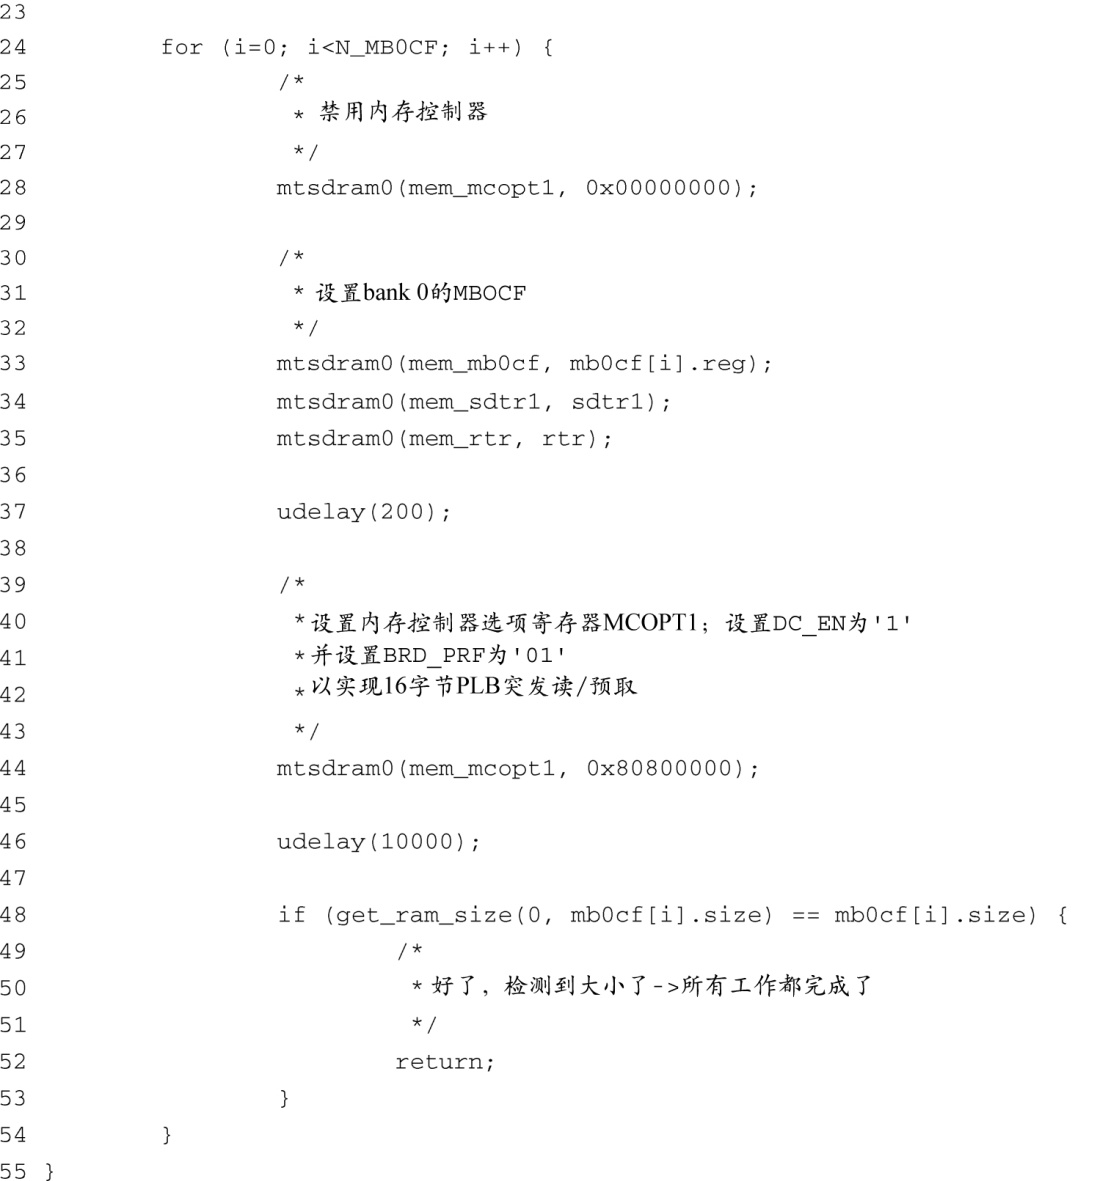 23
24 for (i=0; i<N_MB0CF; i++) {
25 /*
26 * 禁用内存控制器
27 */
28 mtsdram0(mem_mcopt1, 0x00000000);
29
30 /*
31 * 设置bank 0的MBOCF
32 */
33 mtsdram0(mem_mb0cf, mb0cf[i].reg);
34 mtsdram0(mem_sdtr1, sdtr1);
35 mtsdram0(mem_rtr, rtr);
36
37 udelay(200);
38
39 /*
40 *设置内存控制器选项寄存器MCOPT1；设置DC_EN为'1'
41 *并设置BRD_PRF为'01'
42 *以实现16字节PLB突发读/预取
43 */
44 mtsdram0(mem_mcopt1, 0x80800000);
45
46 udelay(10000);
47
48 if (get_ram_size(0, mb0cf[i].size) == mb0cf[i].size) {
49 /*
50 * 好了，检测到大小了->所有工作都完成了
51 */
52 return;
53 }
54 }
55 }